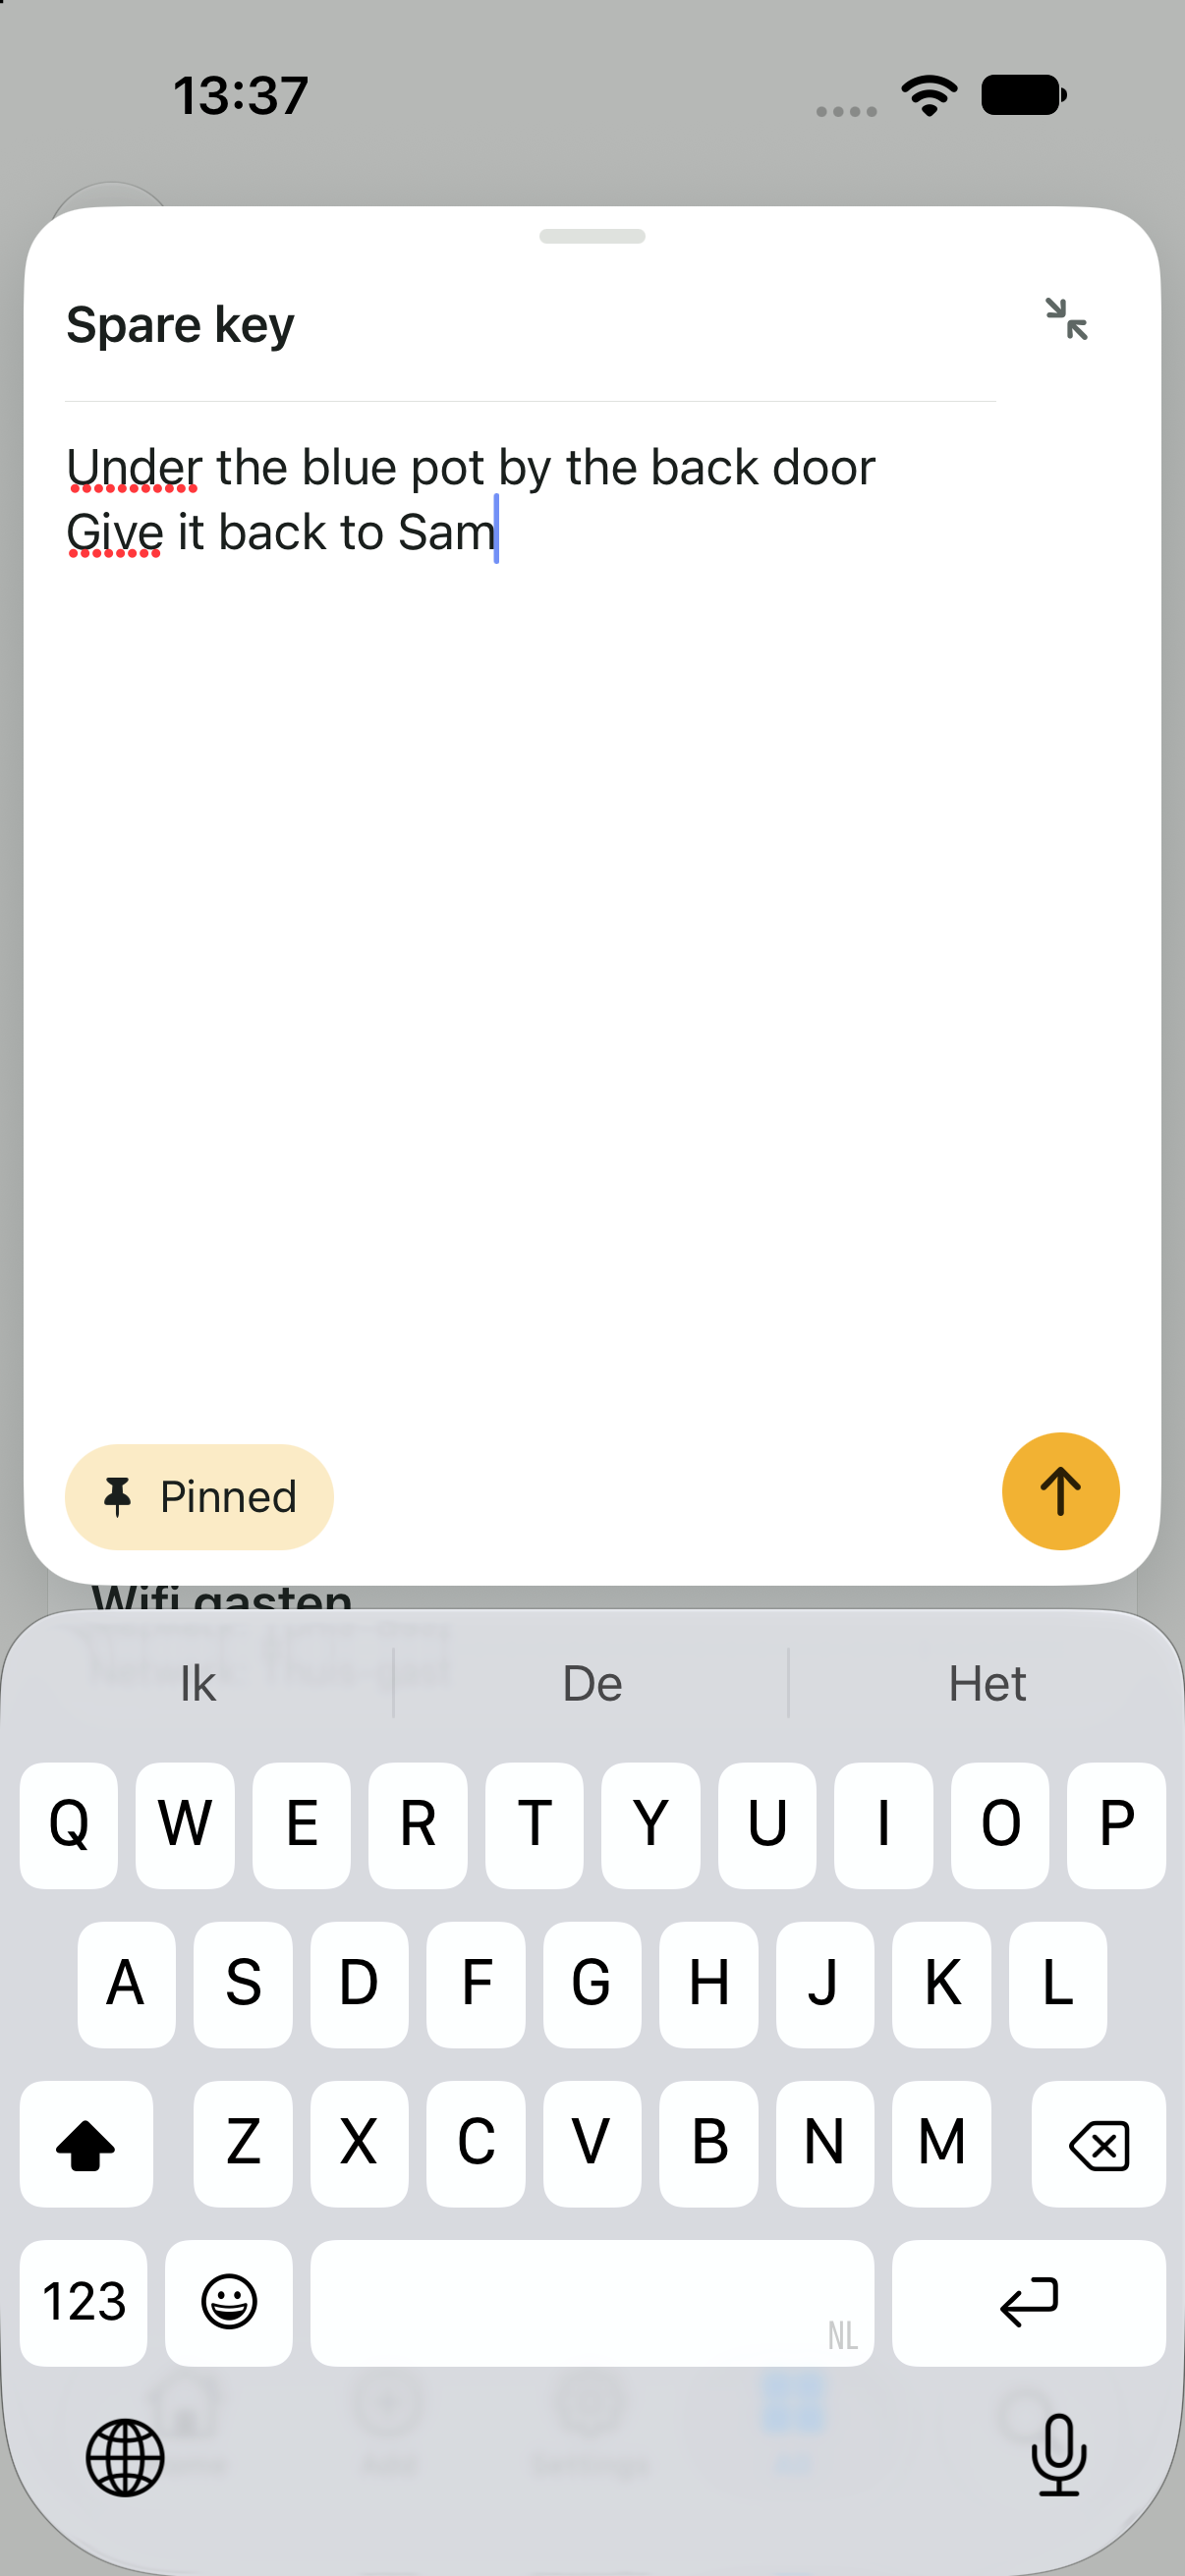 13:37
Spare key
Under the blue pot by the back door
Give it back to Sam
Pinned
Wifi gasten
Ik De Het
Q W E R T Y U I O P
A S D F G H J K L
Z X C V B N M
123
NL